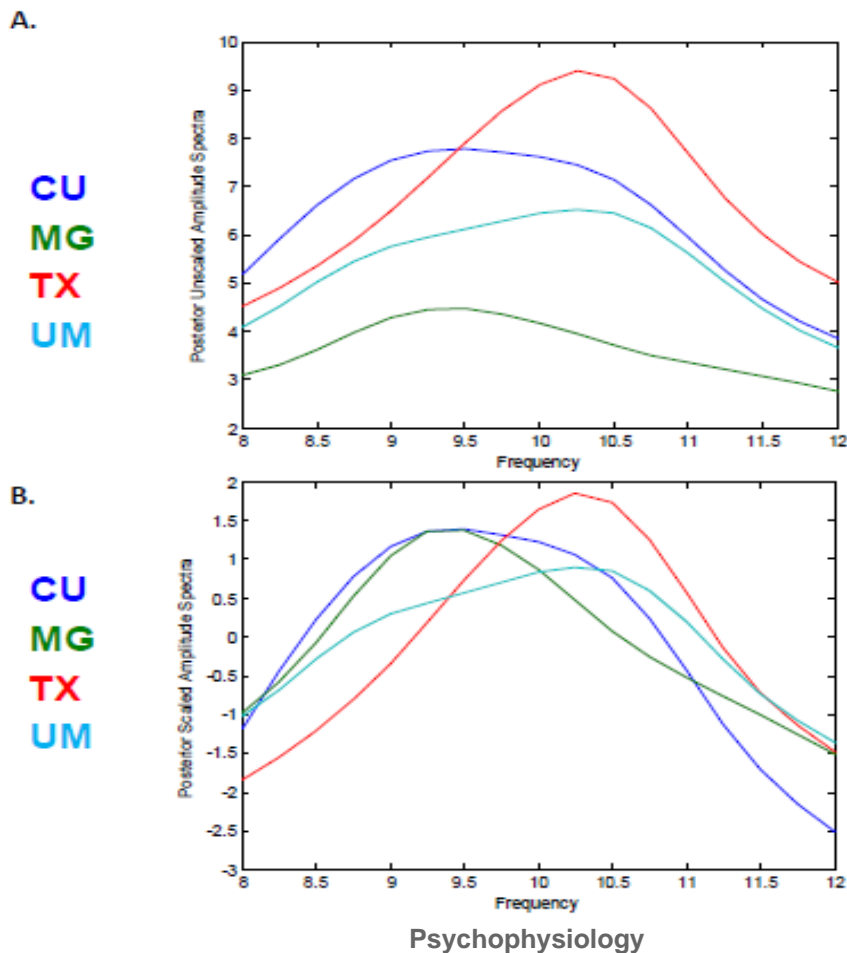 A.
CU
MG
TX
UM
Posterior Unscaled Amplitude Spectra
10
9
8
7
6
5
4
3
2
8 8.5 9 9.5 10 10.5 11 11.5 12
Frequency
B.
CU
MG
TX
UM
Posterior Scaled Amplitude Spectra
2
1.5
1
0.5
0
-0.5
-1
-1.5
-2
-2.5
-3
8 8.5 9 9.5 10 10.5 11 11.5 12
Frequency
Psychophysiology